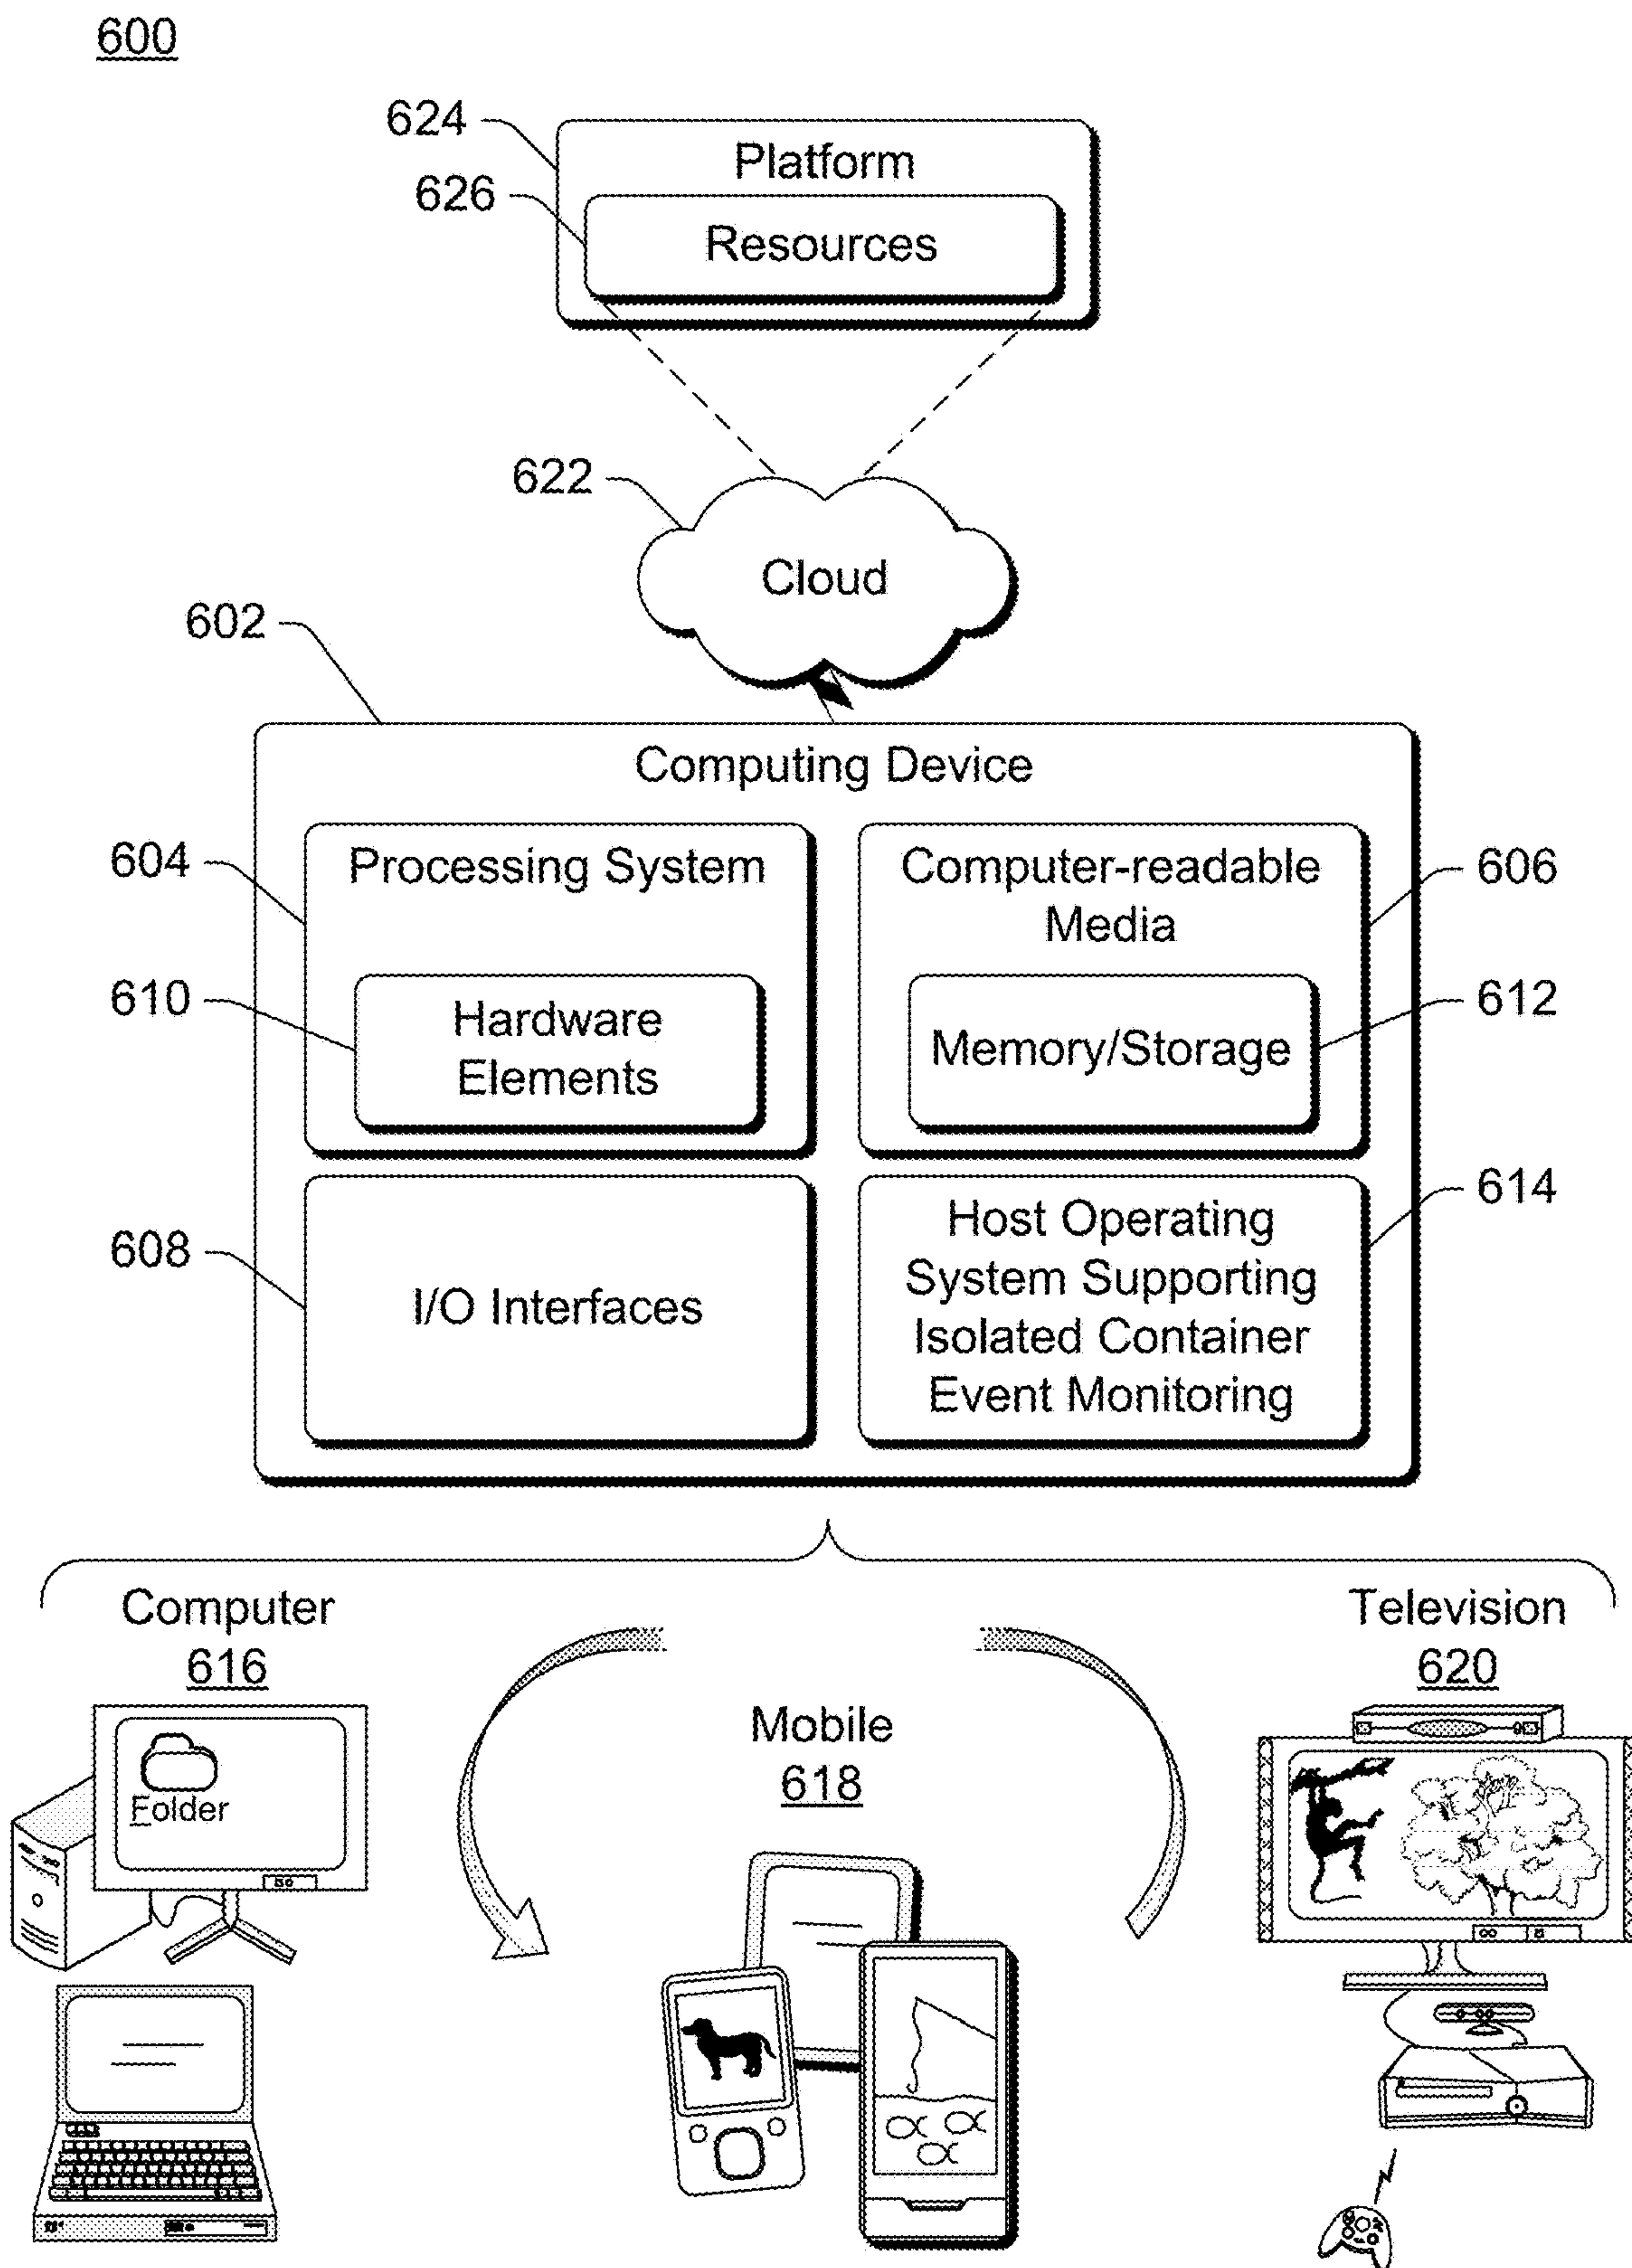 600
624
Platform
626
Resources
622
Cloud
602
Computing Device
604
Processing System
610
Hardware
Elements
Computer-readable
Media
606
Memory/Storage
612
608
I/O Interfaces
Host Operating
System Supporting
Isolated Container
Event Monitoring
614
Computer
616
Folder
Mobile
618
Television
620